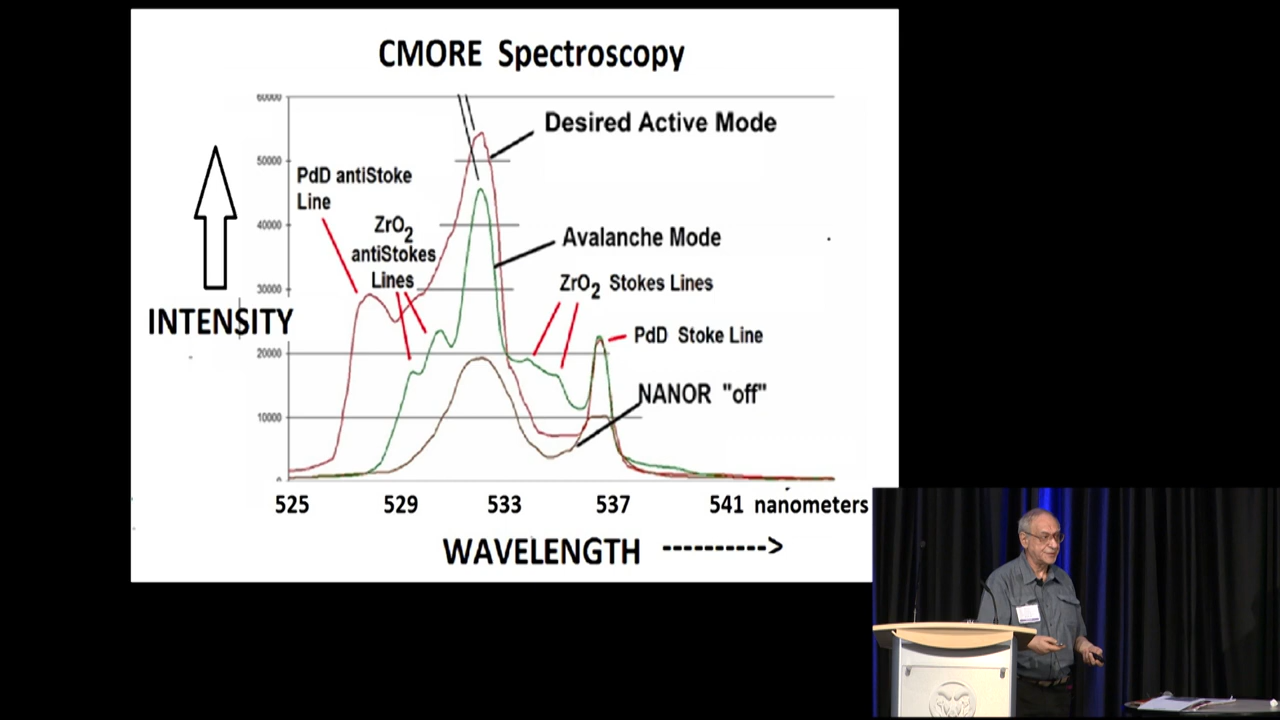 CMORE Spectroscopy
60000
50000
40000
30000
20000
10000
Desired Active Mode
PdD antiStoke
Line
ZrO2
antiStokes
Lines
Avalanche Mode
ZrO2 Stokes Lines
PdD Stoke Line
NANOR "off"
INTENSITY
525 529 533 537 541 nanometers
WAVELENGTH ---------->